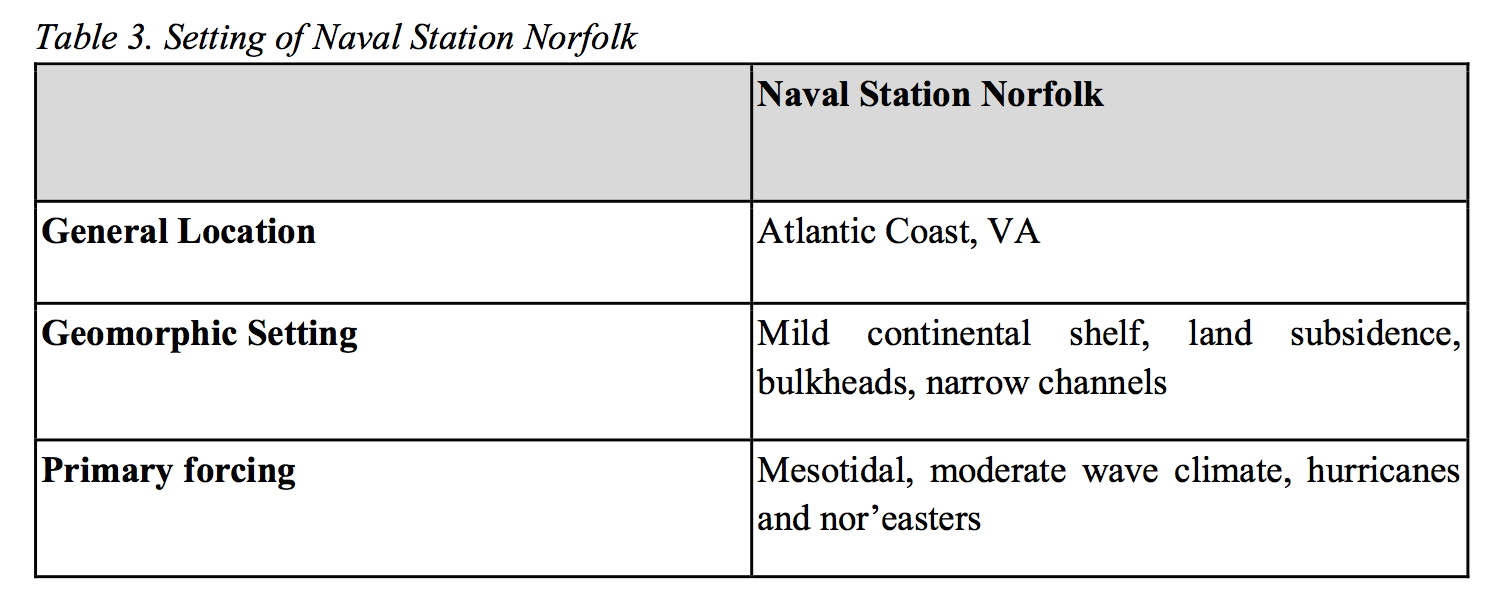 Table 3. Setting of Naval Station Norfolk
Naval Station Norfolk
General Location
Atlantic Coast, VA
Geomorphic Setting
Mild continental shelf, land subsidence,
bulkheads, narrow channels
Primary forcing
Mesotidal, moderate wave climate, hurricanes
and nor’easters